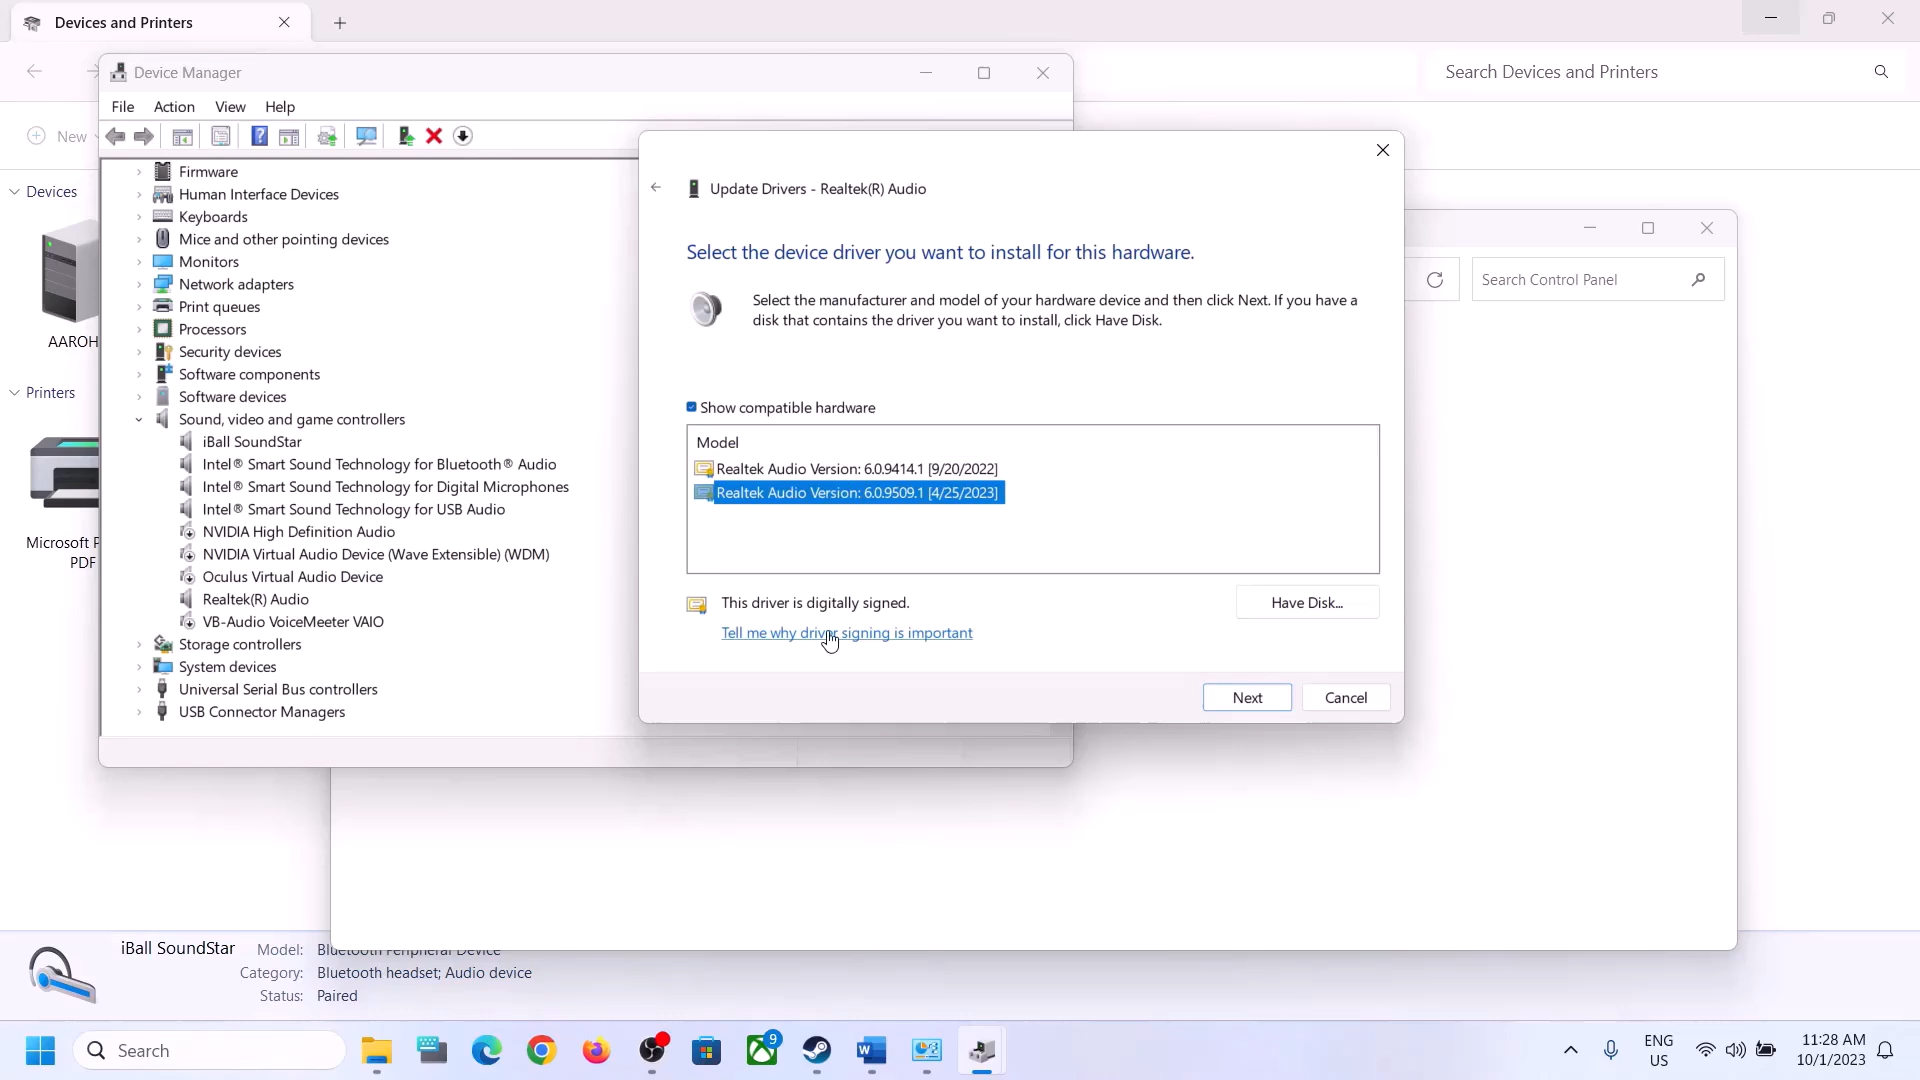 Devices and Printers
Search Devices and Printers
Device Manager
File Action View Help
New
Devices
AAROH
Printers
Microsoft P
PDF
Firmware
Human Interface Devices
Keyboards
Mice and other pointing devices
Monitors
Network adapters
Print queues
Processors
Security devices
Software components
Software devices
Sound, video and game controllers
iBall SoundStar
Intel® Smart Sound Technology for Bluetooth® Audio
Intel® Smart Sound Technology for Digital Microphones
Intel® Smart Sound Technology for USB Audio
NVIDIA High Definition Audio
NVIDIA Virtual Audio Device (Wave Extensible) (WDM)
Oculus Virtual Audio Device
Realtek(R) Audio
VB-Audio VoiceMeeter VAIO
Storage controllers
System devices
Universal Serial Bus controllers
USB Connector Managers
Update Drivers - Realtek(R) Audio
Select the device driver you want to install for this hardware.
Select the manufacturer and model of your hardware device and then click Next. If you have a
disk that contains the driver you want to install, click Have Disk.
Show compatible hardware
Model
Realtek Audio Version: 6.0.9414.1 [9/20/2022]
Realtek Audio Version: 6.0.9509.1 [4/25/2023]
This driver is digitally signed.
Have Disk...
Tell me why driver signing is important
Next
Cancel
Search Control Panel
iBall SoundStar
Model: Bluetooth Peripheral Device
Category: Bluetooth headset; Audio device
Status: Paired
Search
9
ENG
US
11:28 AM
10/1/2023